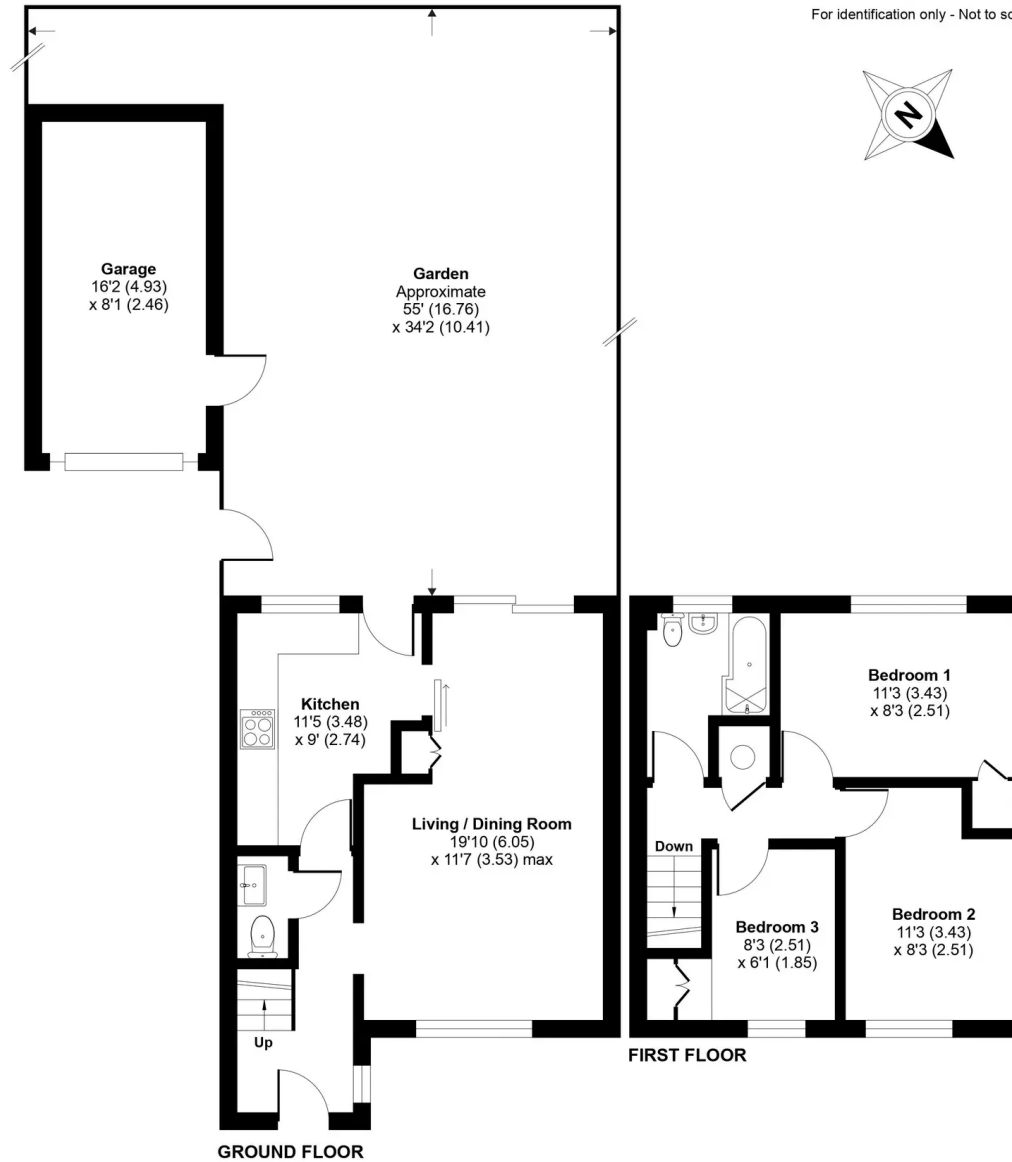 For identification only - Not to sc
N
Garage
16'2 (4.93)
x 8'1 (2.46)
Garden
Approximate
55' (16.76)
x 34'2 (10.41)
Kitchen
11'5 (3.48)
x 9' (2.74)
Living / Dining Room
19'10 (6.05)
x 11'7 (3.53) max
Up
GROUND FLOOR
Bedroom 1
11'3 (3.43)
x 8'3 (2.51)
Down
Bedroom 3
8'3 (2.51)
x 6'1 (1.85)
Bedroom 2
11'3 (3.43)
x 8'3 (2.51)
FIRST FLOOR